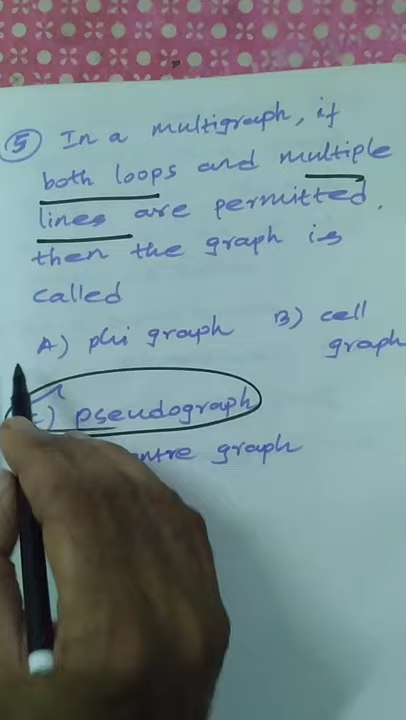 5 In a multigraph, if
both loops and multiple
lines are permitted,
then the graph is
called
A) phi graph B) cell
graph
C) pseudograph
graph